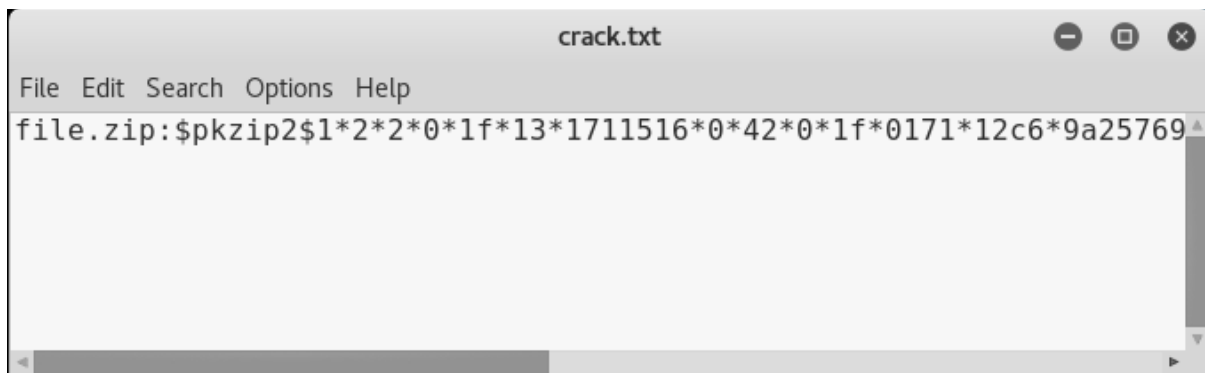 crack.txt
File Edit Search Options Help
file.zip:$pkzip2$1*2*2*0*1f*13*1711516*0*42*0*1f*0171*12c6*9a25769